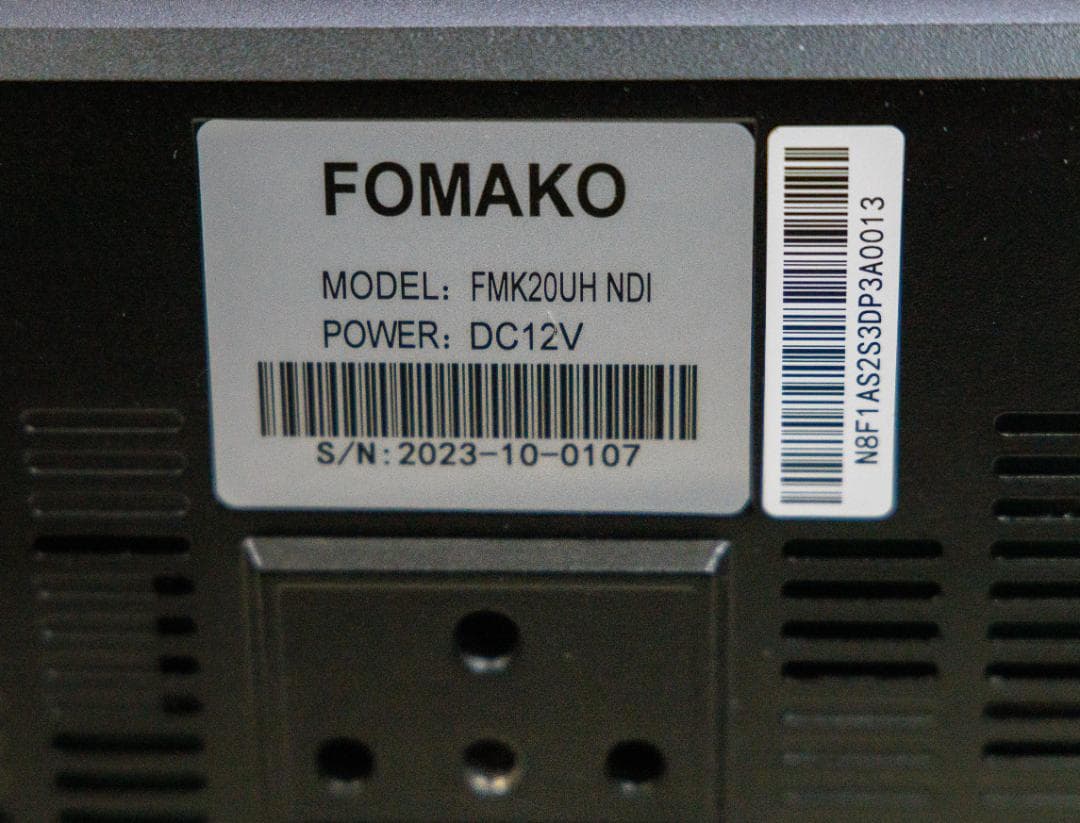 FOMAKO
MODEL: FMK20UH NDI
POWER: DC12V
S/N:2023-10-0107
N8F1AS2S3DP3A0013